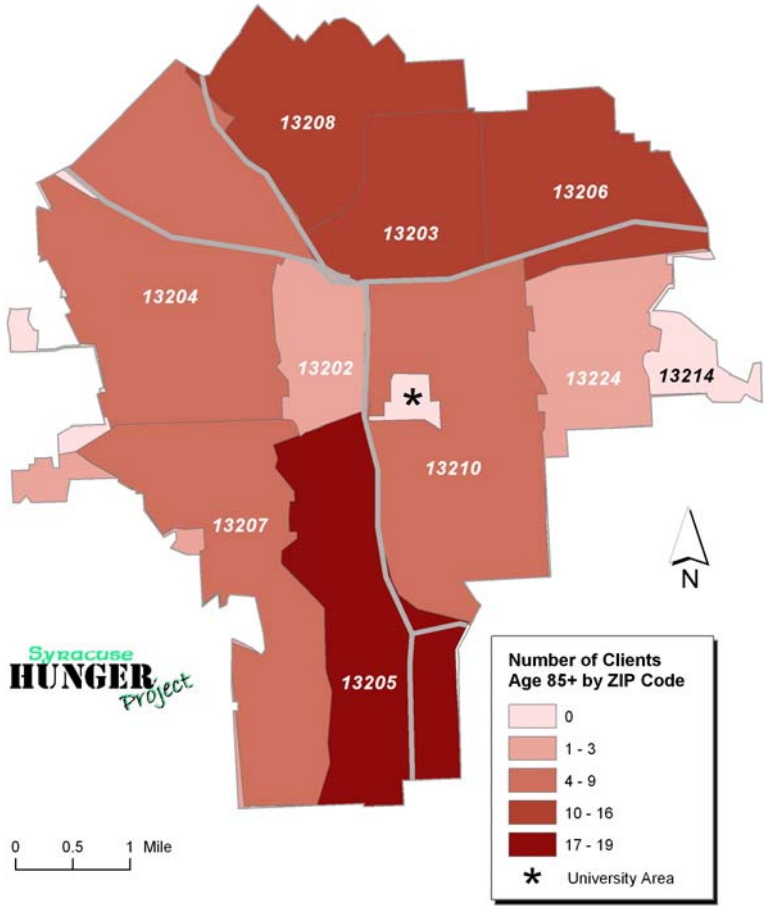 13208
13206
13203
13204
13202
13224
13214
*
13210
13207
N
Syracuse
HUNGER
Project
13205
Number of Clients
Age 85+ by ZIP Code
0
1 - 3
4 - 9
10 - 16
17 - 19
* University Area
0 0.5 1 Mile